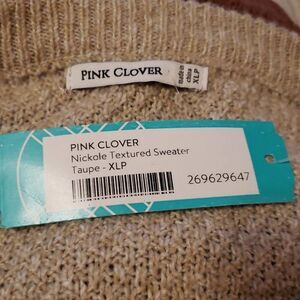 PINK CLOVER
made in
china
XLP
PINK CLOVER
Nickole Textured Sweater
Taupe - XLP
269629647